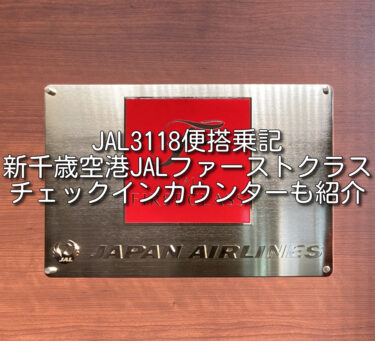 JAL3118便搭乗記
新千歳空港JALファーストクラス
チェックインカウンターも紹介
JAL
JAPAN AIRLINES